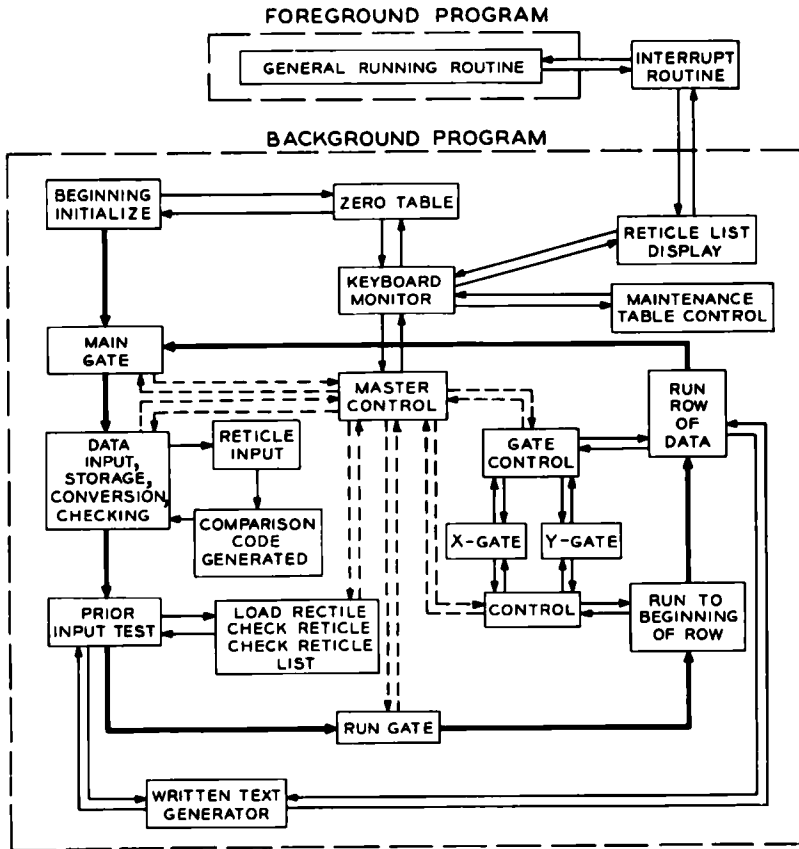 FOREGROUND PROGRAM
GENERAL RUNNING ROUTINE
INTERRUPT
ROUTINE
BACKGROUND PROGRAM
BEGINNING
INITIALIZE
ZERO TABLE
RETICLE LIST
DISPLAY
KEYBOARD
MONITOR
MAINTENANCE
TABLE CONTROL
MAIN
GATE
MASTER
CONTROL
RUN
ROW
OF
DATA
DATA
INPUT,
STORAGE,
CONVERSION,
CHECKING
RETICLE
INPUT
GATE
CONTROL
COMPARISON
CODE
GENERATED
X-GATE
Y-GATE
PRIOR
INPUT TEST
LOAD RECTILE
CHECK RETICLE
CHECK RETICLE
LIST
CONTROL
RUN TO
BEGINNING
OF ROW
RUN GATE
WRITTEN TEXT
GENERATOR